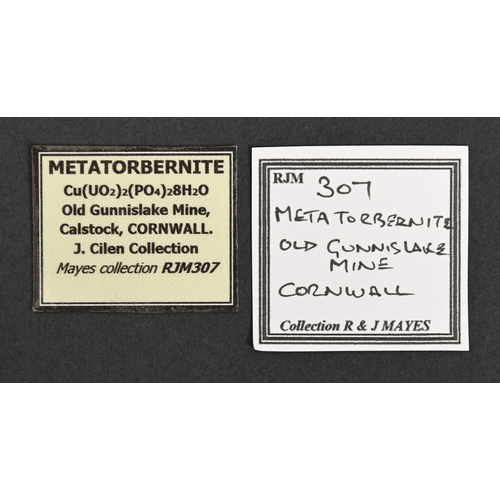 METATORBERNITE
Cu(UO2)2(PO4)28H2O
Old Gunnislake Mine,
Calstock, CORNWALL.
J. Cilen Collection
Mayes collection RJM307
RJM 307
METATORBERNITE
OLD GUNNISLAKE
MINE
CORNWALL
Collection R & J MAYES